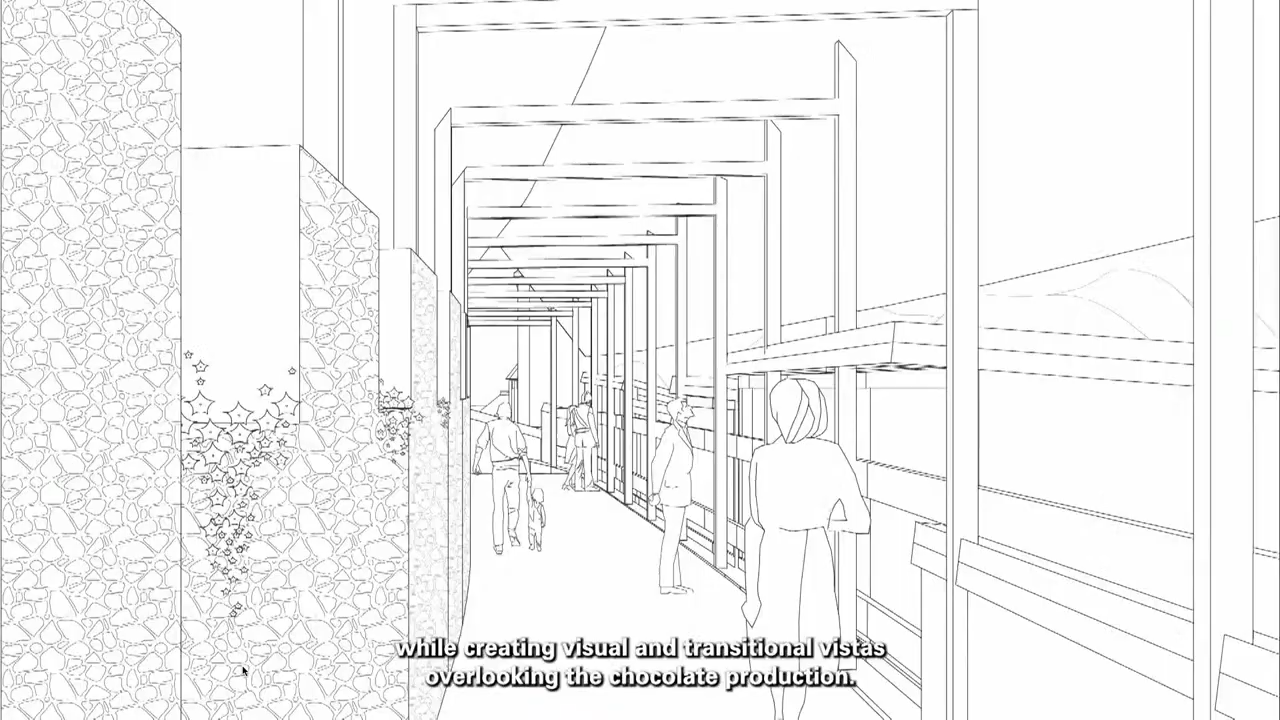 while creating visual and transitional vistas
overlooking the chocolate production.